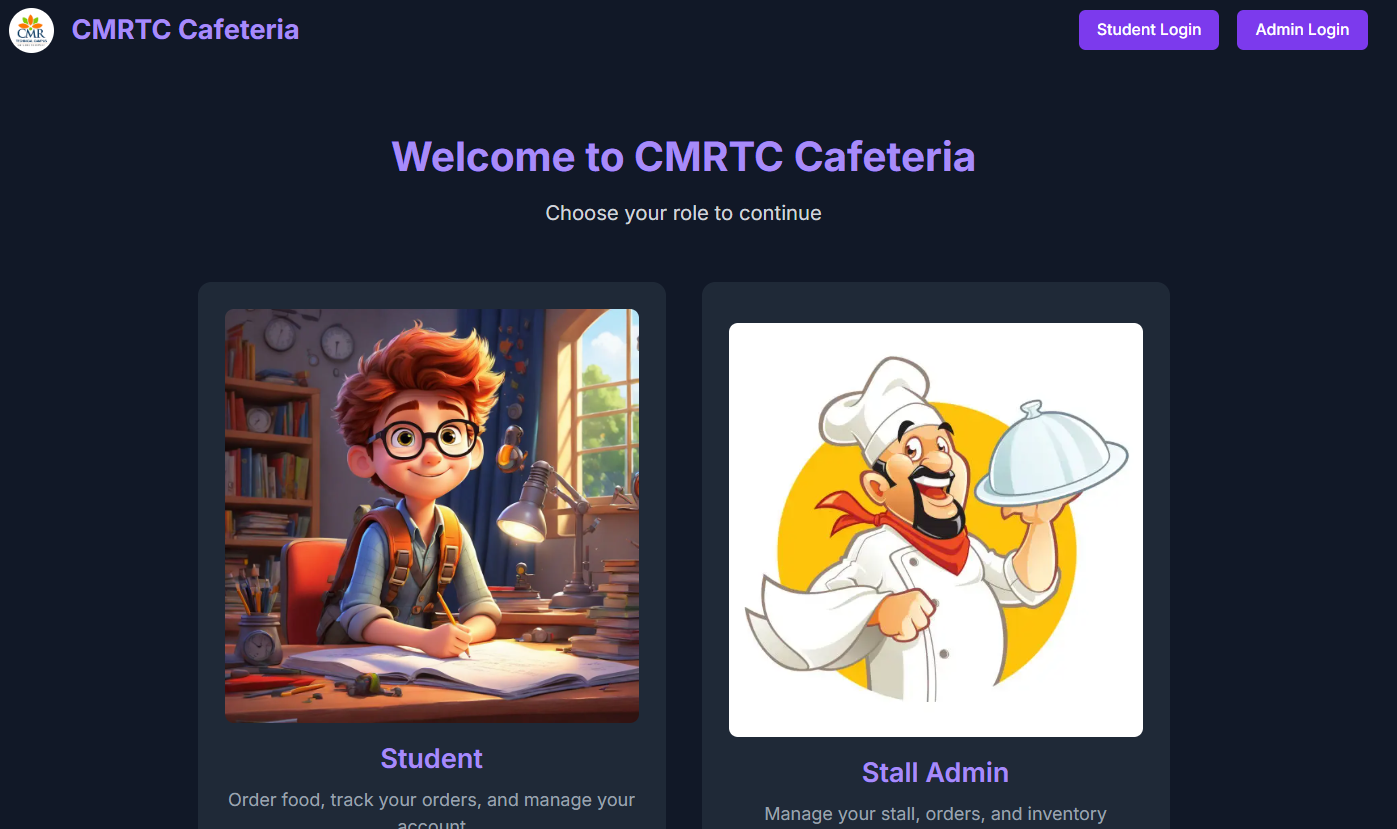 CMR
CMRTC Cafeteria
Student Login
Admin Login
Welcome to CMRTC Cafeteria
Choose your role to continue
Student
Order food, track your orders, and manage your
account
Stall Admin
Manage your stall, orders, and inventory